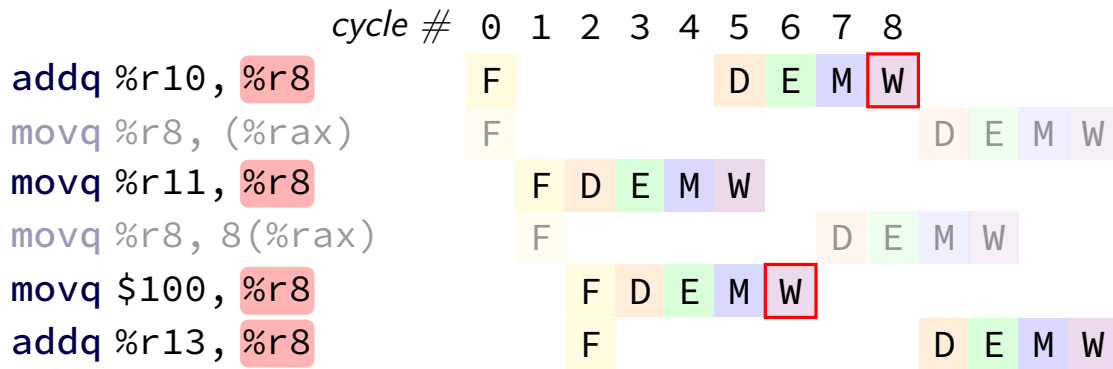 cycle # 0 1 2 3 4 5 6 7 8
addq %r10, %r8 F D E M W
movq %r8, (%rax) F D E M W
movq %r11, %r8 F D E M W
movq %r8, 8(%rax) F D E M W
movq $100, %r8 F D E M W
addq %r13, %r8 F D E M W